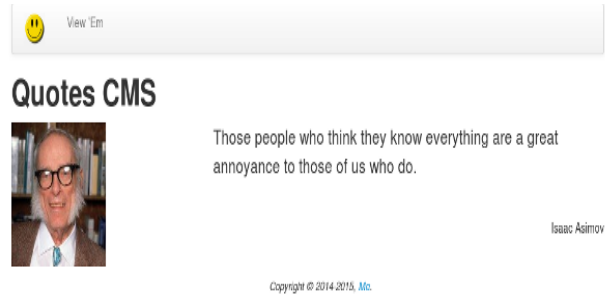 View 'Em
Quotes CMS
Those people who think they know everything are a great
annoyance to those of us who do.
Isaac Asimov
Copyright © 2014-2015, Me.